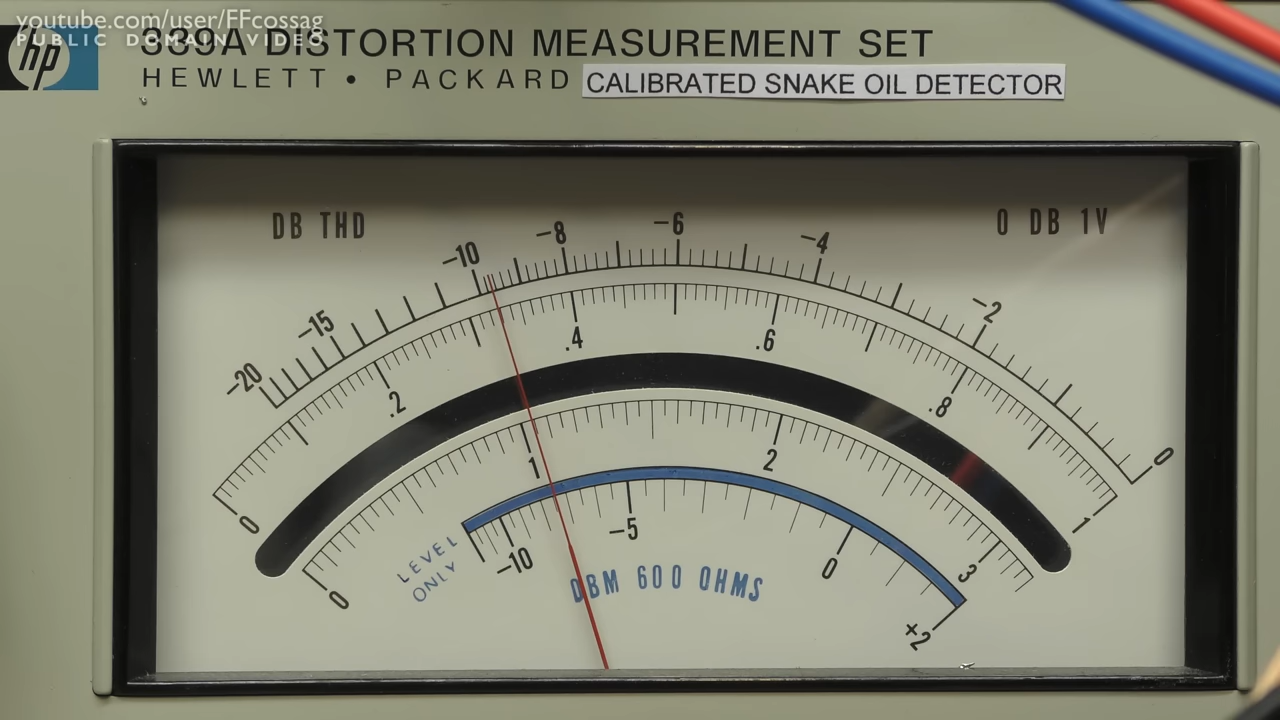 youtube.com/user/FFcossag
PUBLIC DOMAIN VIDEO
hp
339A DISTORTION MEASUREMENT SET
HEWLETT • PACKARD
CALIBRATED SNAKE OIL DETECTOR
DB THD
0 DB 1V
-20 -15 -10 -8 -6 -4 -2 0
0 .2 .4 .6 .8 1
0 1 2 3
-10 -5 0 +2
LEVEL
ONLY
DBM 600 OHMS